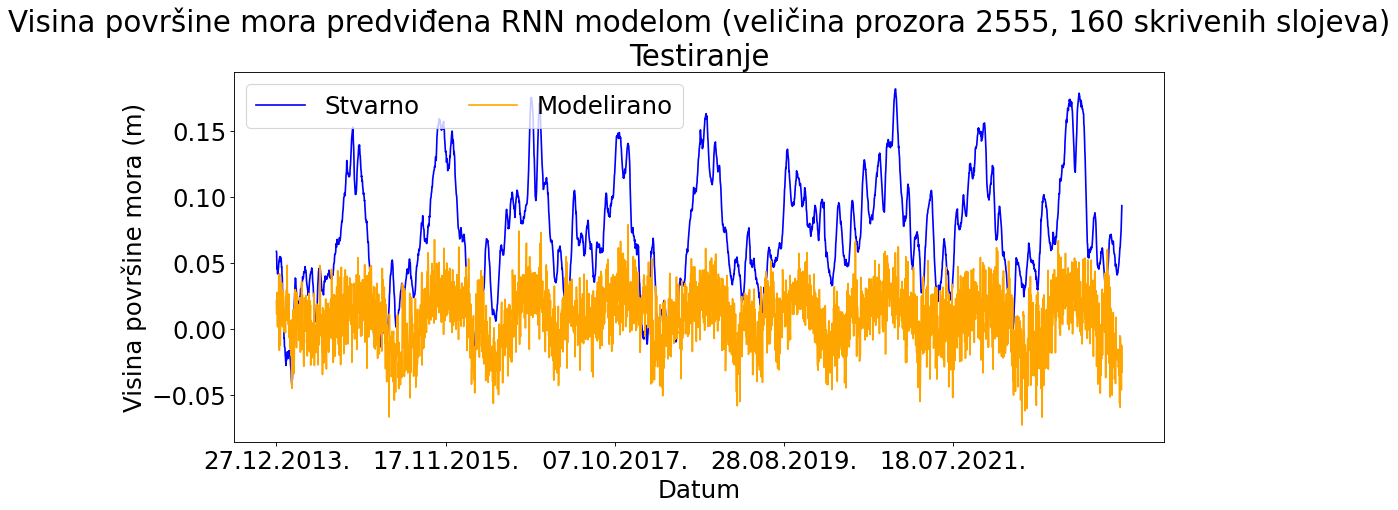 Visina površine mora predviđena RNN modelom (veličina prozora 2555, 160 skrivenih slojeva)
Testiranje
Stvarno
Modelirano
Visina površine mora (m)
0.15
0.10
0.05
0.00
−0.05
27.12.2013.
17.11.2015.
07.10.2017.
28.08.2019.
18.07.2021.
Datum